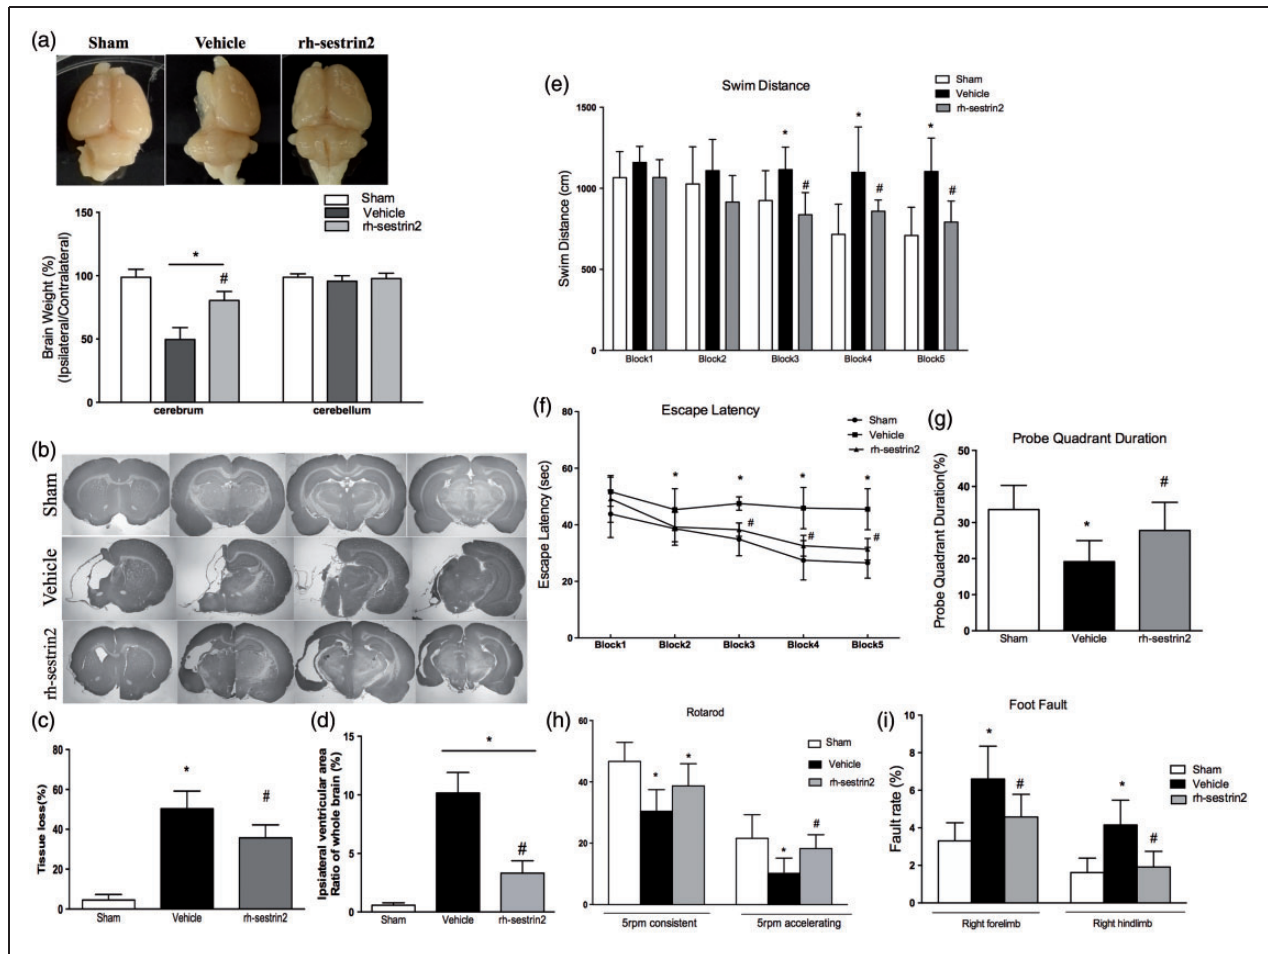 (a)
Sham Vehicle rh-sestrin2
Sham
Vehicle
rh-sestrin2
Brain Weight (%)
(Ipsilateral/Contralateral)
150
100
50
0
*
#
cerebrum cerebellum
(b)
Sham
Vehicle
rh-sestrin2
(c)
Tissue loss(%)
80
60
40
20
0
*
#
Sham Vehicle rh-sestrin2
(d)
Ipsiateral ventricular area
Ratio of whole brain (%)
15
10
5
0
*
#
Sham Vehicle rh-sestrin2
(e)
Swim Distance
Sham
Vehicle
rh-sestrin2
Swim Distance (cm)
1500
1000
500
0
* * *
# # #
Block1 Block2 Block3 Block4 Block5
(f)
Escape Latency
Sham
Vehicle
rh-sestrin2
Escape Latency (sec)
80
60
40
20
0
* * * *
# # #
Block1 Block2 Block3 Block4 Block5
(g)
Probe Quadrant Duration
Probe Quadrant Duration(%)
50
40
30
20
10
0
*
#
Sham Vehicle rh-sestrin2
(h)
Rotarod
Sham
Vehicle
rh-sestrin2
60
40
20
0
* *
* #
5rpm consistent 5rpm accelerating
(i)
Foot Fault
Sham
Vehicle
rh-sestrin2
Fault rate (%)
10
8
6
4
2
0
* #
* #
Right forelimb Right hindlimb